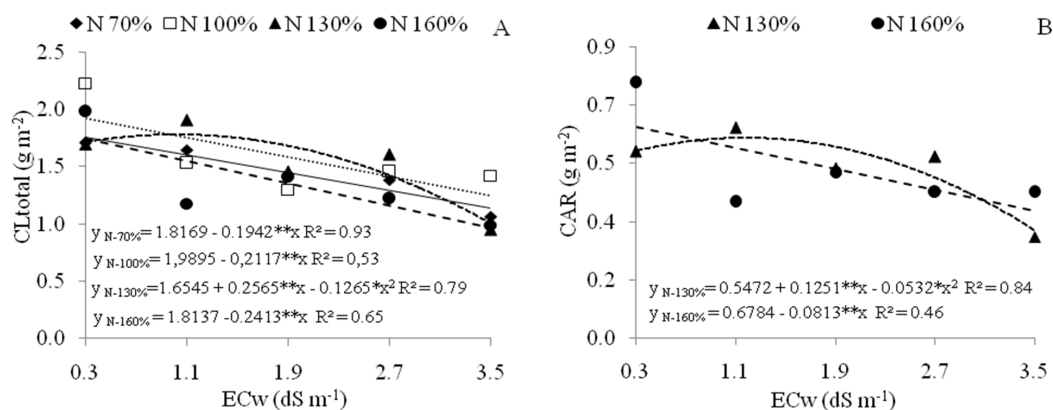 N 70% N 100% N 130% N 160% A
CLtotal (g m-2)
2.5
2.0
1.5
1.0
0.5
0.0
y N-70%= 1.8169 - 0.1942**x R² = 0.93
y N-100%= 1,9895 - 0,2117**x R² = 0,53
y N-130%= 1.6545 + 0.2565**x - 0.1265*x² R² = 0.79
y N-160%= 1.8137 - 0.2413**x R² = 0.65
0.3 1.1 1.9 2.7 3.5
ECw (dS m-1)
N 130% N 160% B
CAR (g m-2)
0.9
0.7
0.5
0.4
0.2
0.0
y N-130%= 0.5472 + 0.1251**x - 0.0532*x² R² = 0.84
y N-160%= 0.6784 - 0.0813**x R² = 0.46
0.3 1.1 1.9 2.7 3.5
ECw (dS m-1)